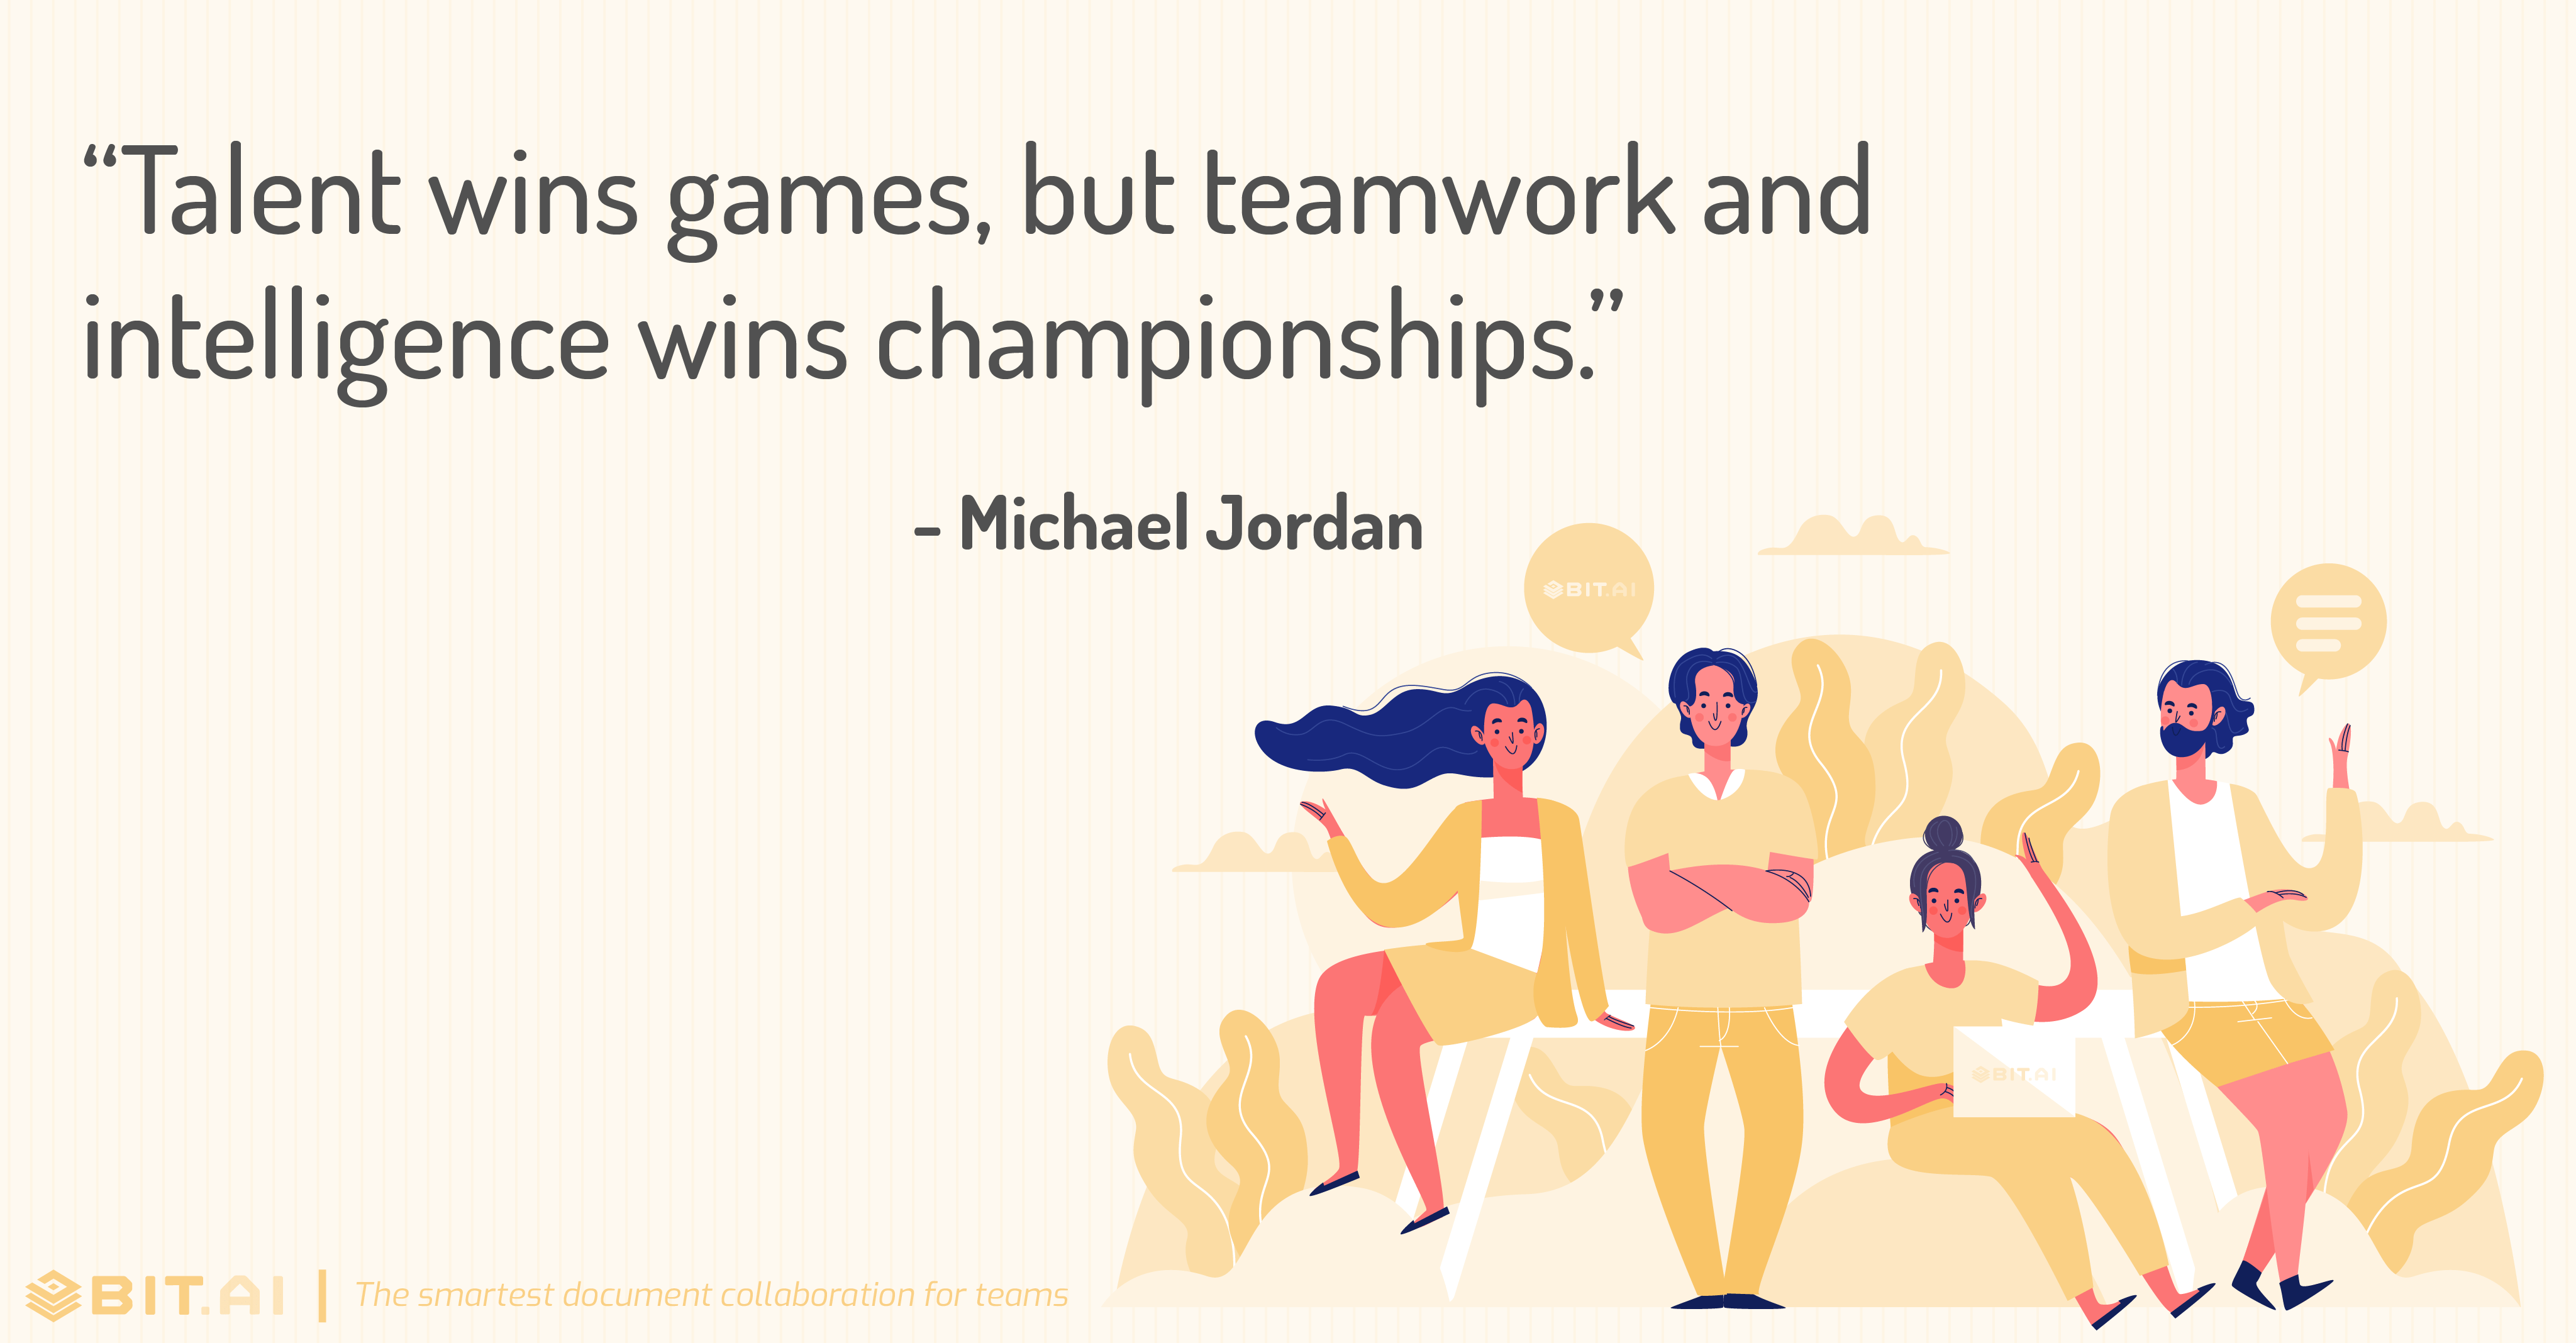 “Talent wins games, but teamwork and
intelligence wins championships.”
- Michael Jordan
BIT.AI
BIT.AI
BIT.AI | The smartest document collaboration for teams